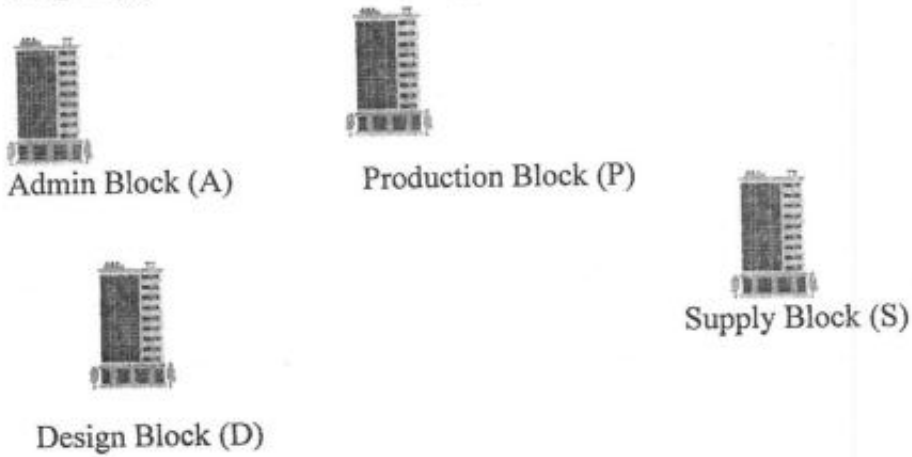 Admin Block (A)
Production Block (P)
Supply Block (S)
Design Block (D)